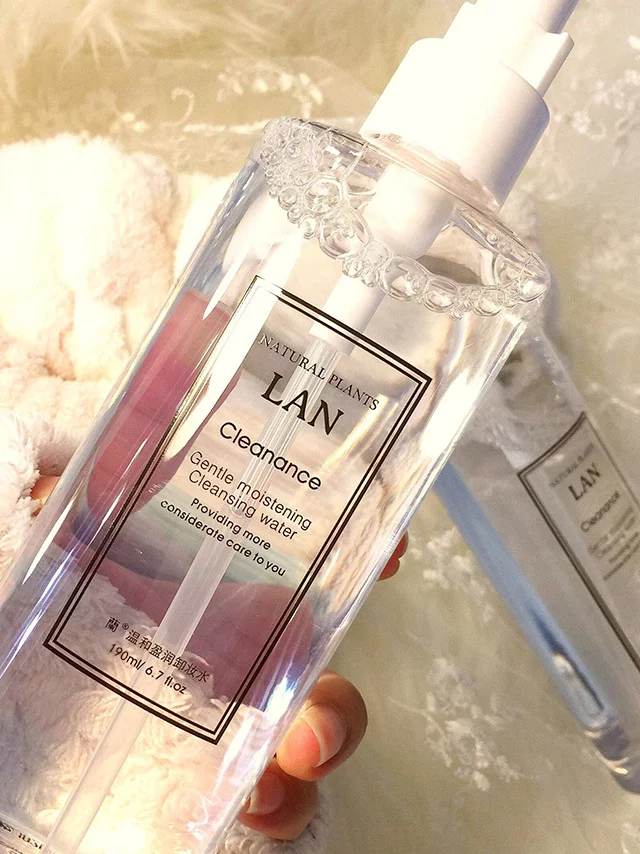 NATURAL PLANTS
LAN
Cleanance
Gentle moistening
Cleansing water
Providing more
considerate care to you
蘭® 温和盈润卸妆水
190ml/ 6.7 fl.oz
NATURAL PLANTS
LAN
Cleanance